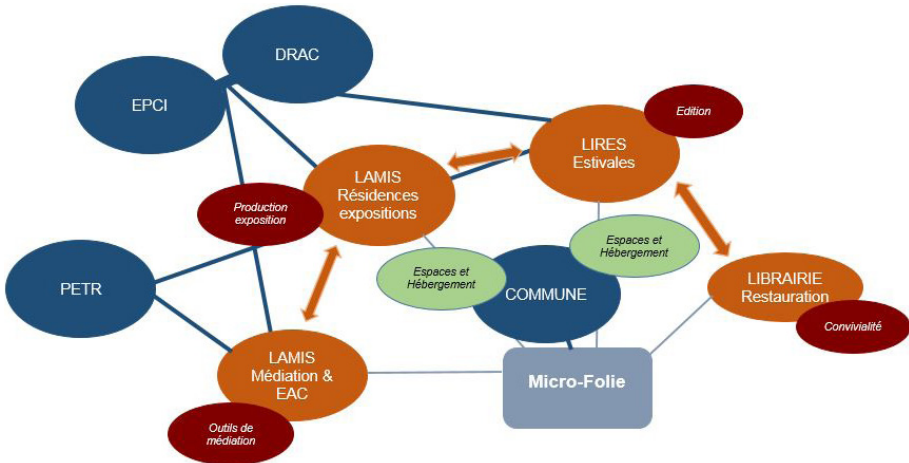 DRAC
EPCI
Edition
LIRES
Estivales
LAMIS
Résidences
expositions
Production
exposition
Espaces et
Hébergement
Espaces et
Hébergement
PETR
COMMUNE
LIBRAIRIE
Restauration
Convivialité
LAMIS
Médiation &
EAC
Micro-Folie
Outils de
médiation